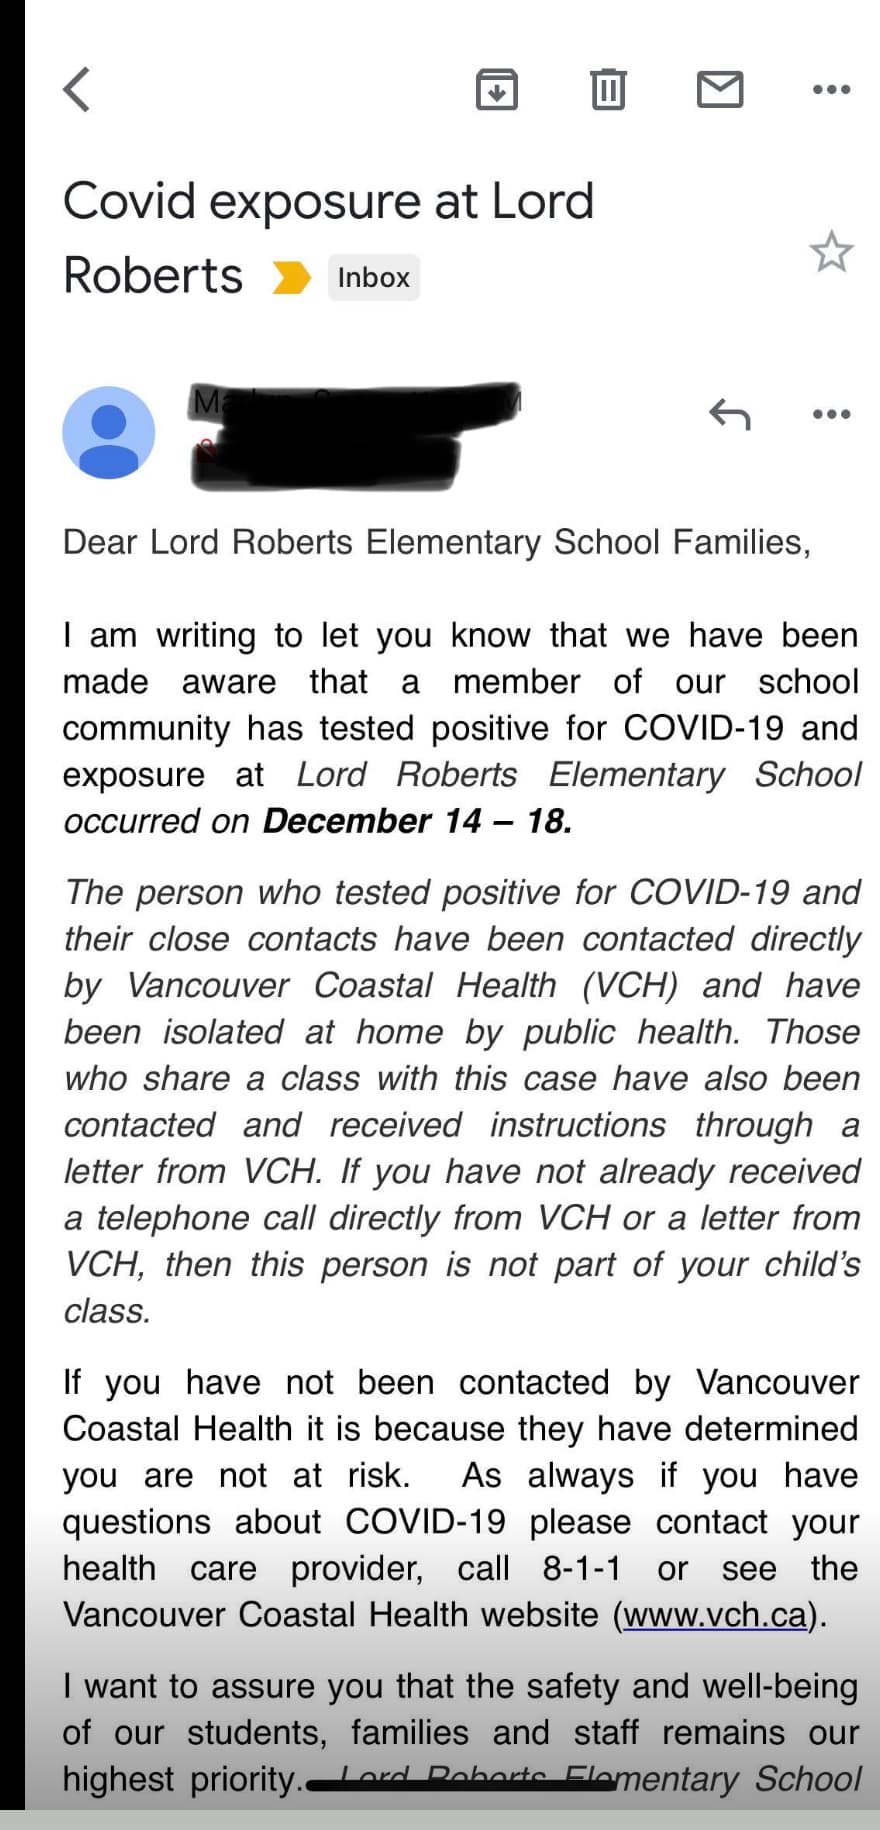 Covid exposure at Lord
Roberts Inbox
Dear Lord Roberts Elementary School Families,
I am writing to let you know that we have been
made aware that a member of our school
community has tested positive for COVID-19 and
exposure at Lord Roberts Elementary School
occurred on December 14 – 18.
The person who tested positive for COVID-19 and
their close contacts have been contacted directly
by Vancouver Coastal Health (VCH) and have
been isolated at home by public health. Those
who share a class with this case have also been
contacted and received instructions through a
letter from VCH. If you have not already received
a telephone call directly from VCH or a letter from
VCH, then this person is not part of your child’s
class.
If you have not been contacted by Vancouver
Coastal Health it is because they have determined
you are not at risk. As always if you have
questions about COVID-19 please contact your
health care provider, call 8-1-1 or see the
Vancouver Coastal Health website (www.vch.ca).
I want to assure you that the safety and well-being
of our students, families and staff remains our
highest priority. Lord Roberts Elementary School